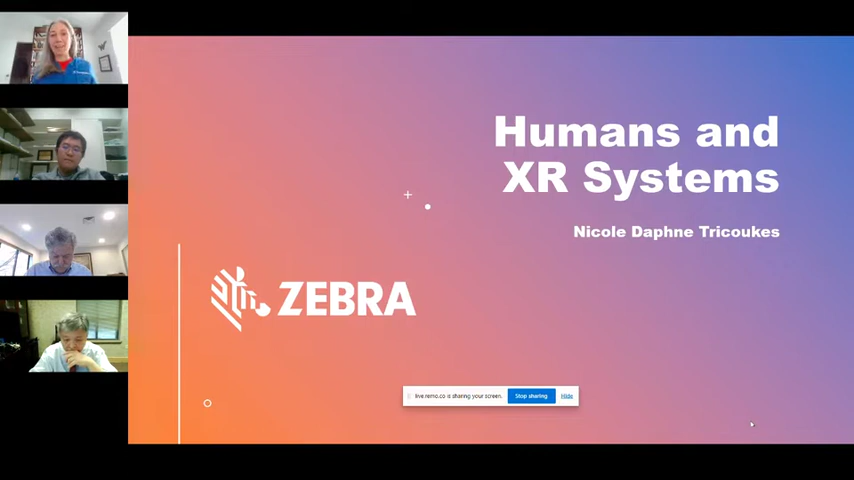 Humans and
XR Systems
Nicole Daphne Tricoukes
ZEBRA
live.remo.co is sharing your screen.
Stop sharing
Hide